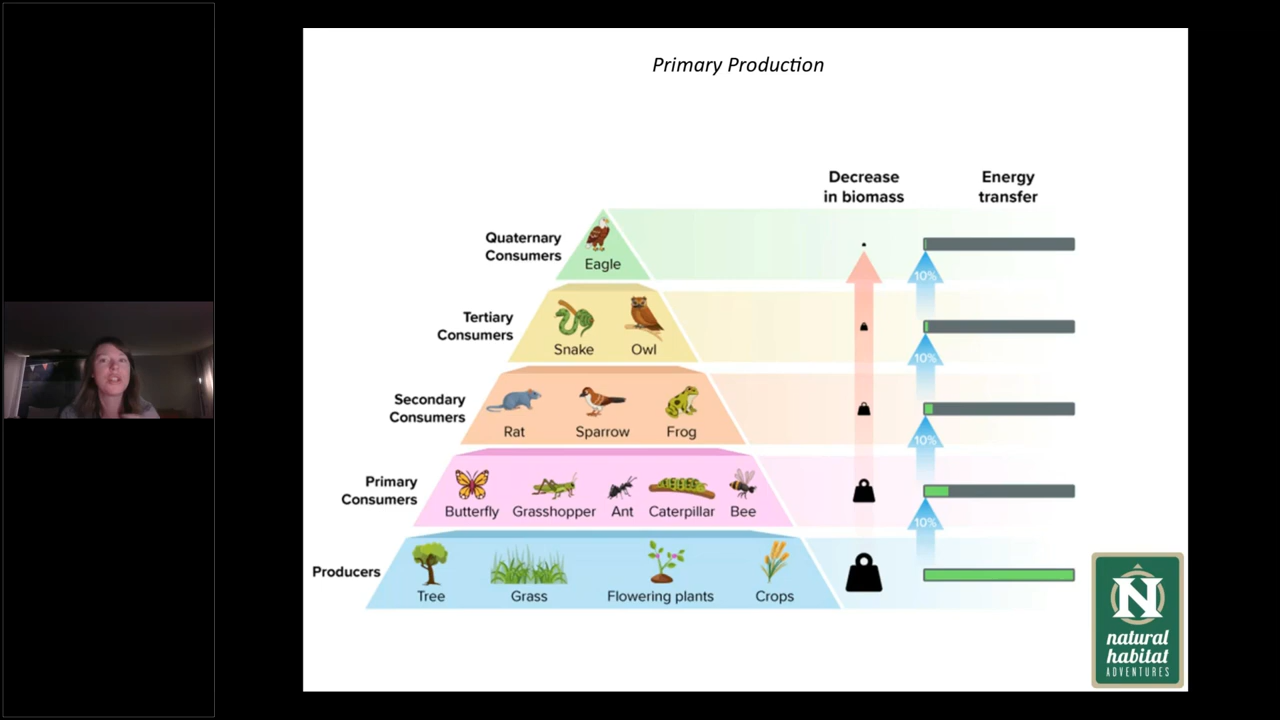 Primary Production
Decrease
in biomass
Energy
transfer
Quaternary
Consumers
Eagle
10%
Tertiary
Consumers
Snake
Owl
10%
Secondary
Consumers
Rat
Sparrow
Frog
10%
Primary
Consumers
Butterfly
Grasshopper
Ant
Caterpillar
Bee
10%
Producers
Tree
Grass
Flowering plants
Crops
N
natural
habitat
ADVENTURES